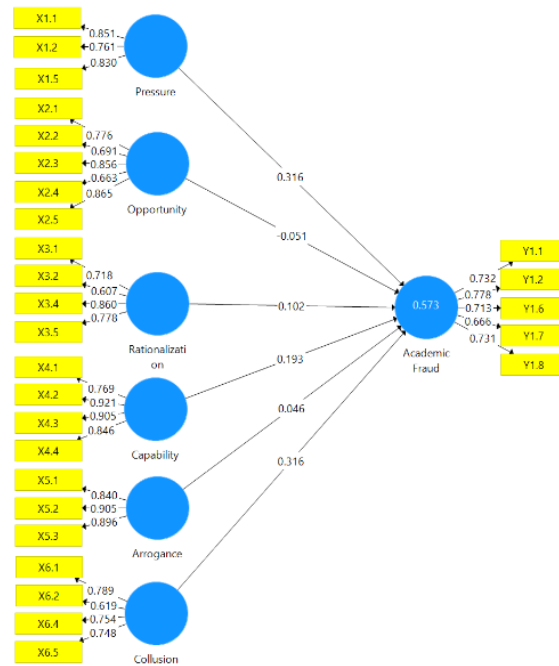 X1.1
0.851
X1.2
0.761
0.830
X1.5
Pressure
X2.1
0.776
X2.2
0.691
X2.3
0.856
0.663
X2.4
0.865
X2.5
Opportunity
X3.1
0.718
X3.2
0.607
X3.4
0.860
0.778
X3.5
Rationalizati
on
X4.1
0.769
X4.2
0.921
0.905
X4.3
0.846
X4.4
Capability
X5.1
0.840
X5.2
0.905
0.896
X5.3
Arrogance
X6.1
0.789
X6.2
0.619
X6.4
0.754
0.748
X6.5
Collusion
0.316
-0.051
0.102
0.193
0.046
0.316
0.573
Academic
Fraud
Y1.1
0.732
Y1.2
0.778
0.713
Y1.6
0.666
Y1.7
0.731
Y1.8